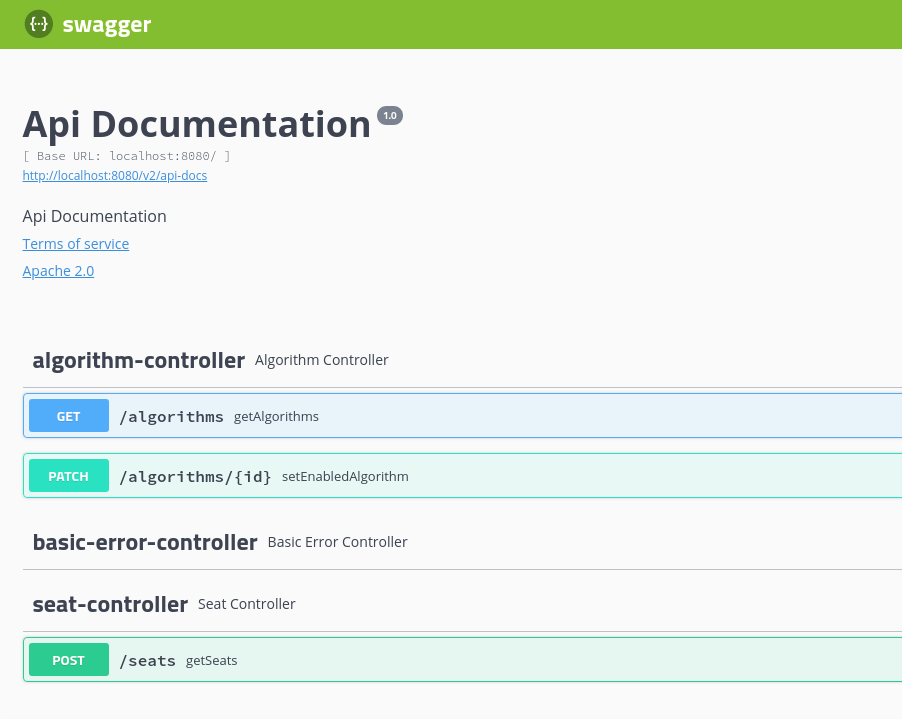 swagger
Api Documentation 1.0
[ Base URL: localhost:8080/ ]
http://localhost:8080/v2/api-docs
Api Documentation
Terms of service
Apache 2.0
algorithm-controller Algorithm Controller
GET /algorithms getAlgorithms
PATCH /algorithms/{id} setEnabledAlgorithm
basic-error-controller Basic Error Controller
seat-controller Seat Controller
POST /seats getSeats